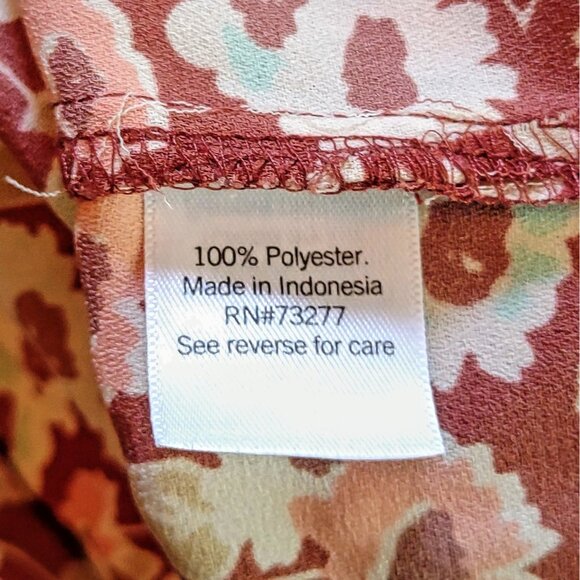 100% Polyester.
Made in Indonesia
RN#73277
See reverse for care